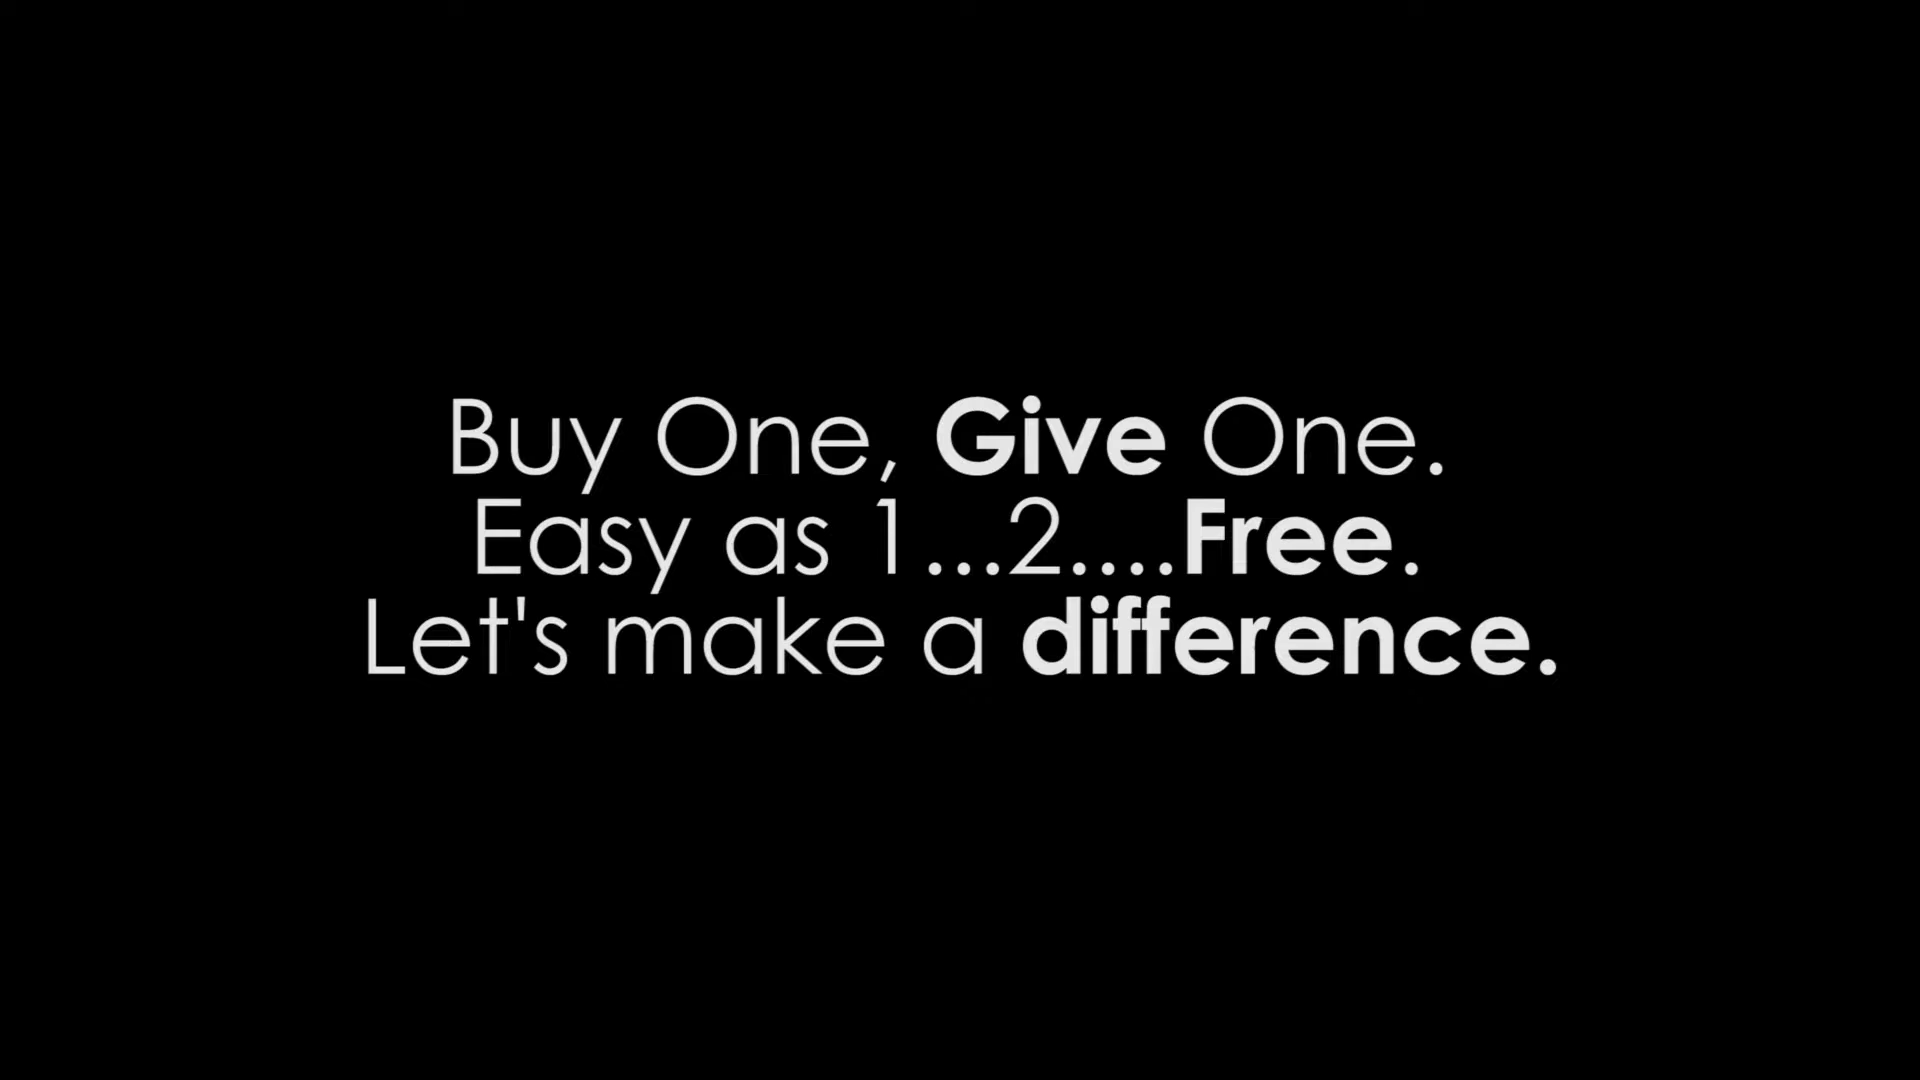 Buy One, Give One.
Easy as 1...2....Free.
Let's make a difference.